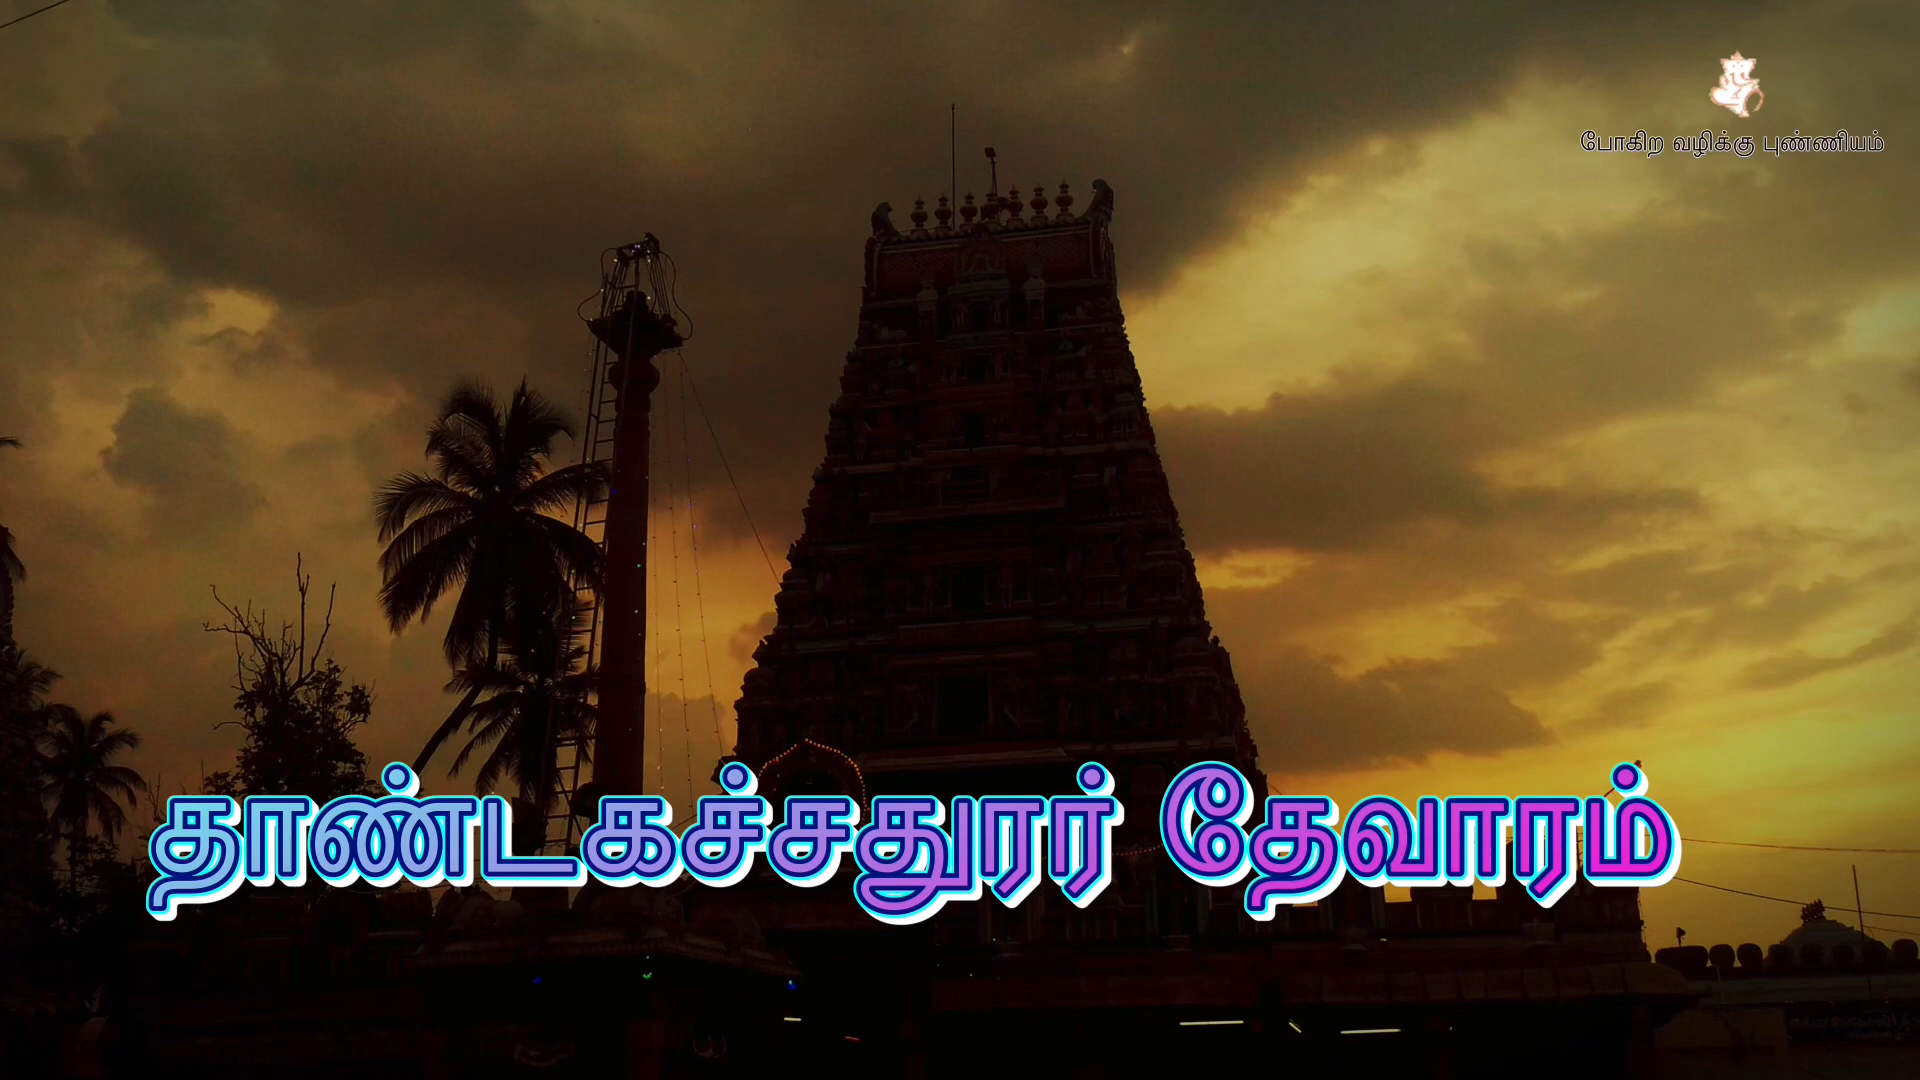 போகிற வழிக்கு புண்ணியம்
தாண்டகச்சதுரர் தேவாரம்